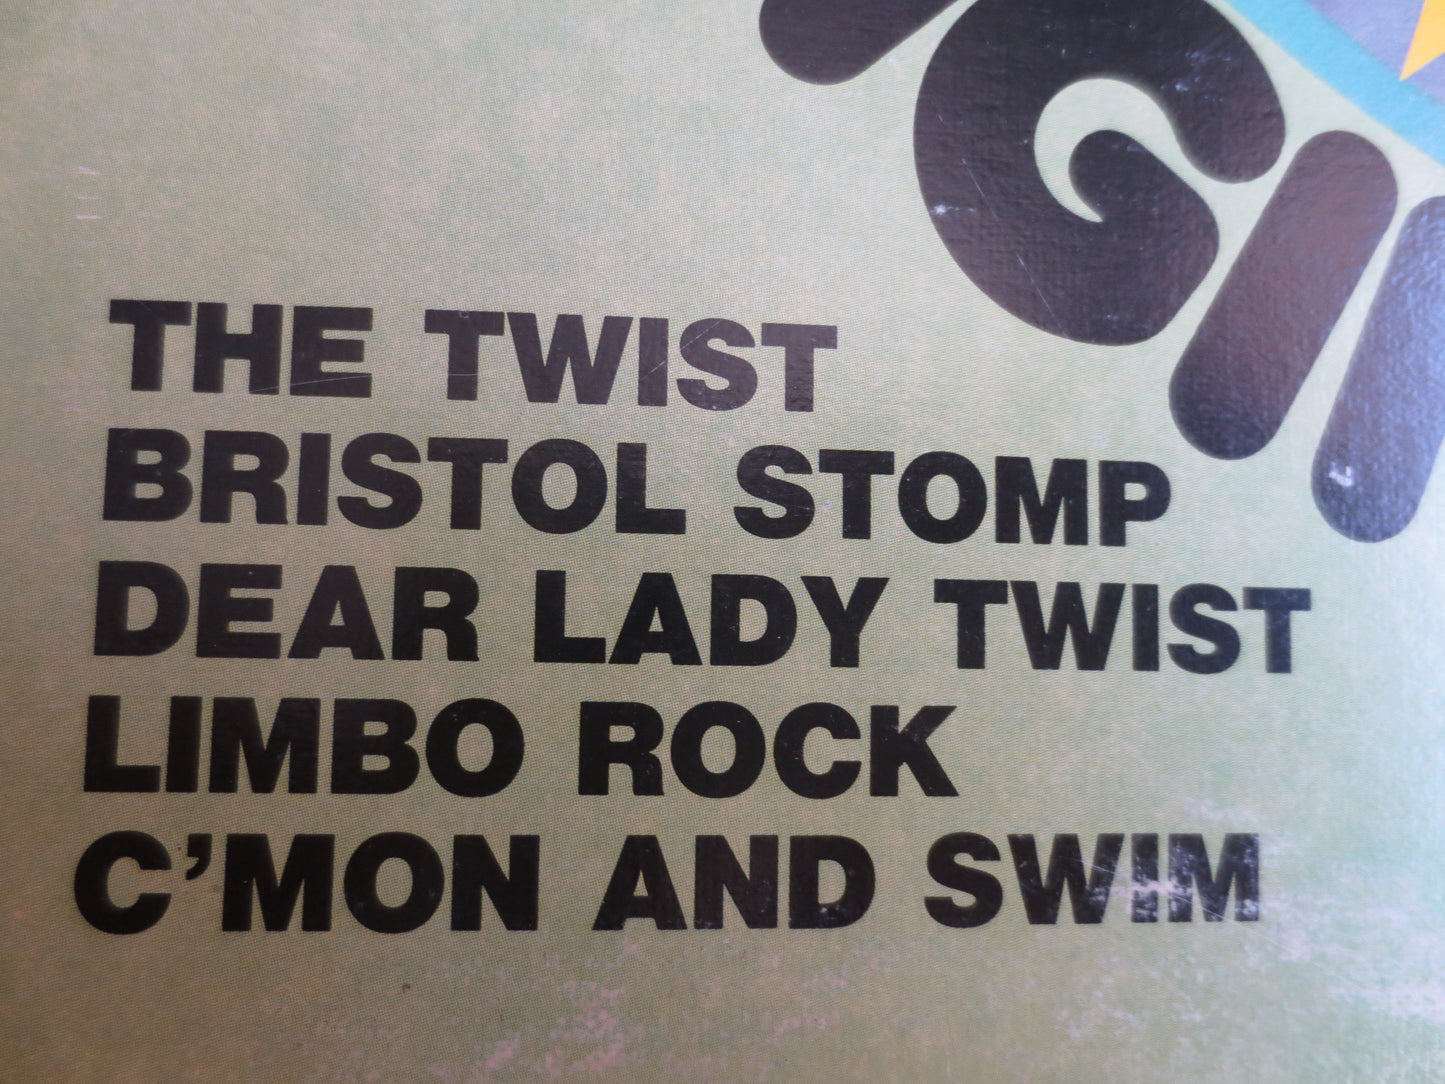 THE TWIST
BRISTOL STOMP
DEAR LADY TWIST
LIMBO ROCK
C'MON AND SWIM